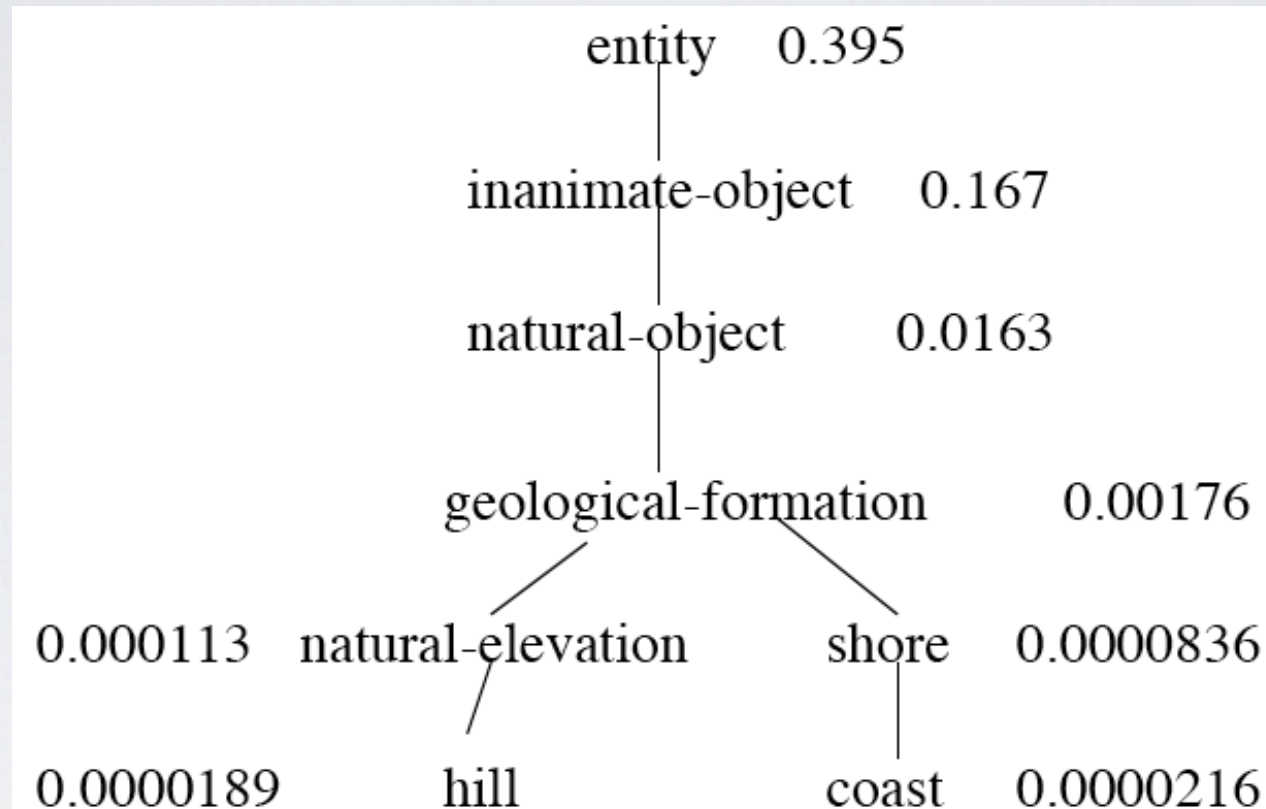 entity 0.395
inanimate-object 0.167
natural-object 0.0163
geological-formation 0.00176
0.000113 natural-elevation shore 0.0000836
0.0000189 hill coast 0.0000216